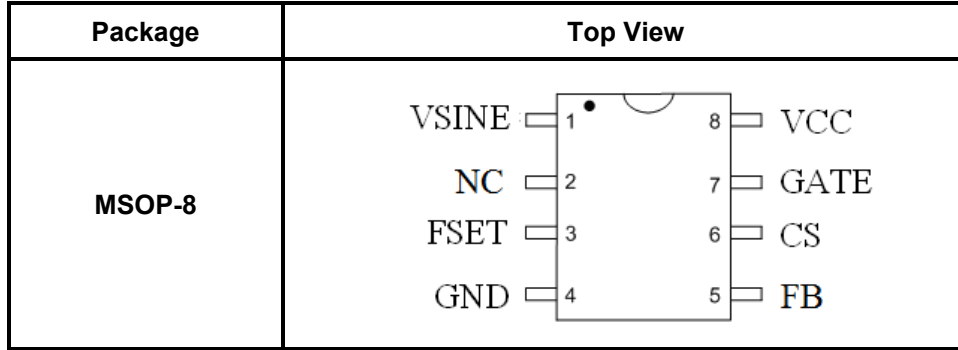 Package Top View
VSINE 1 8 VCC
NC 2 7 GATE
MSOP-8
FSET 3 6 CS
GND 4 5 FB